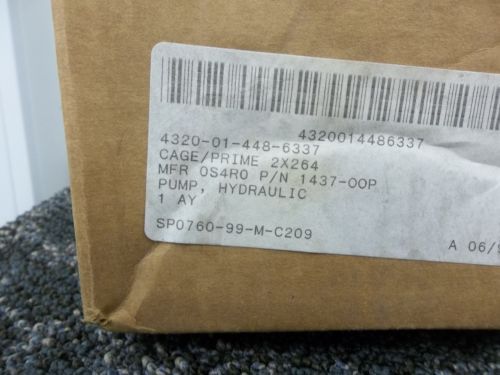 4320014486337
4320-01-448-6337
CAGE/PRIME 2X264
MFR 0S4R0 P/N 1437-00P
PUMP, HYDRAULIC
1 AY
SP0760-99-M-C209
A 06/9